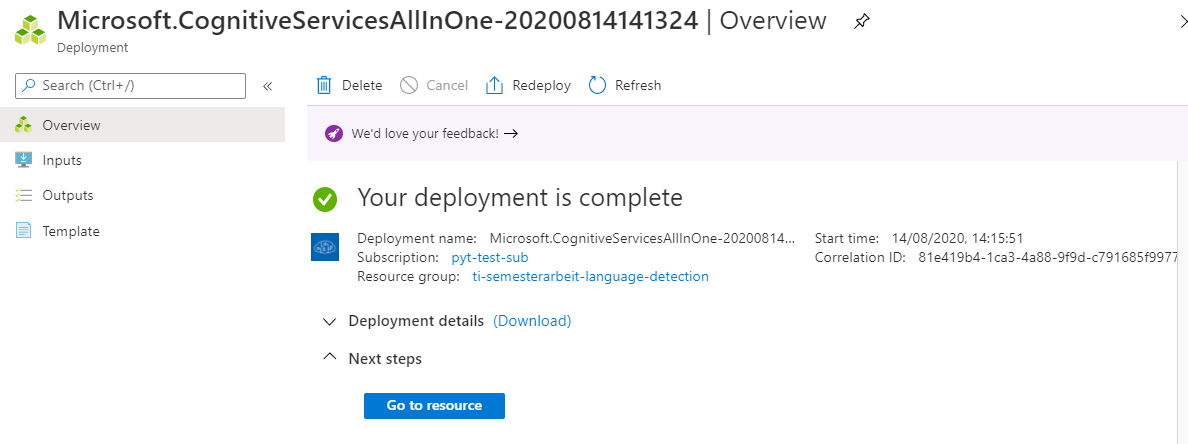 Microsoft.CognitiveServicesAllInOne-20200814141324 | Overview
Deployment
Search (Ctrl+/)
«
Delete
Cancel
Redeploy
Refresh
Overview
Inputs
Outputs
Template
We'd love your feedback! →
Your deployment is complete
Deployment name: Microsoft.CognitiveServicesAllInOne-20200814...
Subscription: pyt-test-sub
Resource group: ti-semesterarbeit-language-detection
Start time: 14/08/2020, 14:15:51
Correlation ID: 81e419b4-1ca3-4a88-9f9d-c791685f9977
Deployment details (Download)
Next steps
Go to resource